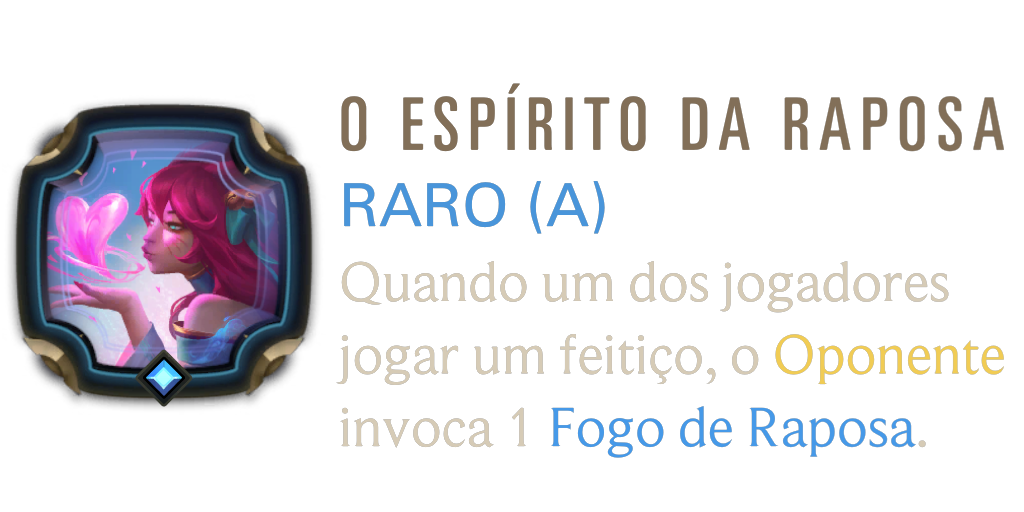 O ESPÍRITO DA RAPOSA
RARO (A)
Quando um dos jogadores
jogar um feitiço, o Oponente
invoca 1 Fogo de Raposa.